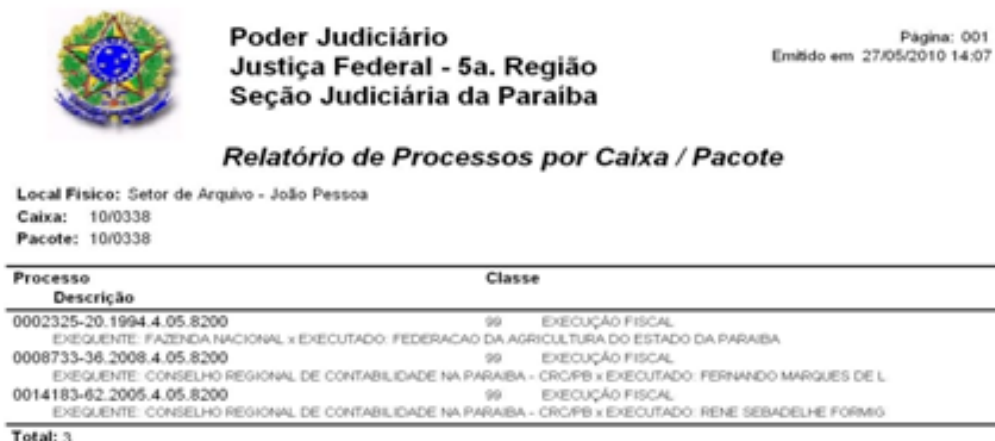 Poder Judiciário
Justiça Federal - 5a. Região
Seção Judiciária da Paraíba
Página: 001
Emitido em 27/05/2010 14:07
Relatório de Processos por Caixa / Pacote
Local Físico: Setor de Arquivo - João Pessoa
Caixa: 10/0338
Pacote: 10/0338
Processo Classe
Descrição
0002325-20.1994.4.05.8200 99 EXECUÇÃO FISCAL
EXEQUENTE: FAZENDA NACIONAL x EXECUTADO: FEDERACAO DA AGRICULTURA DO ESTADO DA PARAIBA
0008733-36.2008.4.05.8200 99 EXECUÇÃO FISCAL
EXEQUENTE: CONSELHO REGIONAL DE CONTABILIDADE NA PARAIBA - CRC/PB x EXECUTADO: FERNANDO MARQUES DE L
0014183-62.2005.4.05.8200 99 EXECUÇÃO FISCAL
EXEQUENTE: CONSELHO REGIONAL DE CONTABILIDADE NA PARAIBA - CRC/PB x EXECUTADO: RENE SEBADELHE FORMIG
Total: 3